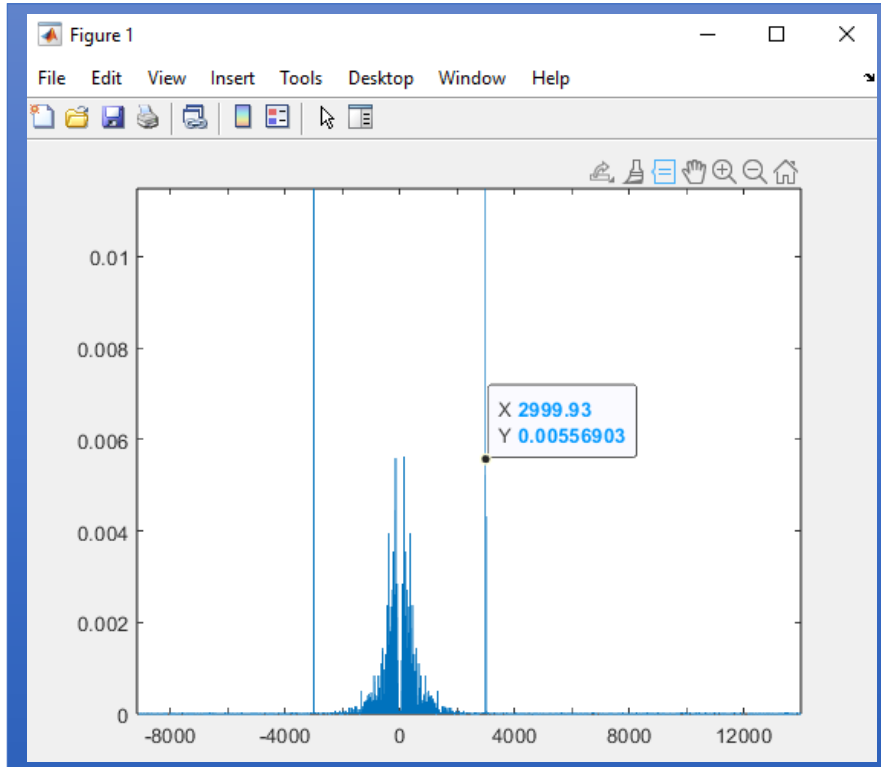 Figure 1
File Edit View Insert Tools Desktop Window Help
0.01
0.008
0.006
0.004
0.002
0
X 2999.93
Y 0.00556903
-8000 -4000 0 4000 8000 12000